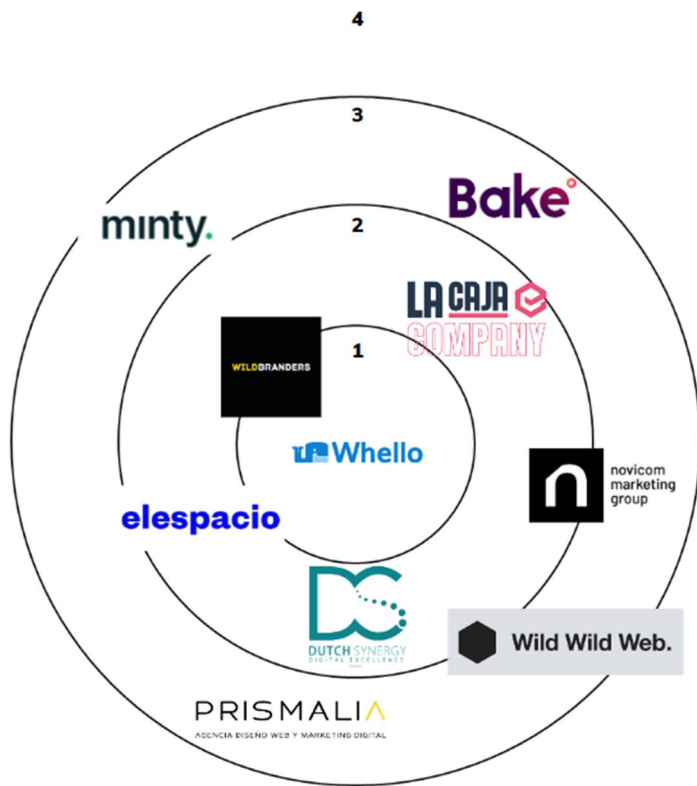 4
3
Bake
minty.
2
LA CAJA
COMPANY
1
WILDBRANDERS
Whello
novicom
marketing
group
elespacio
DS
DUTCH SYNERGY
DIGITAL EXCELLENCE
Wild Wild Web.
PRISMALIA
AGENCIA DISEÑO WEB Y MARKETING DIGITAL